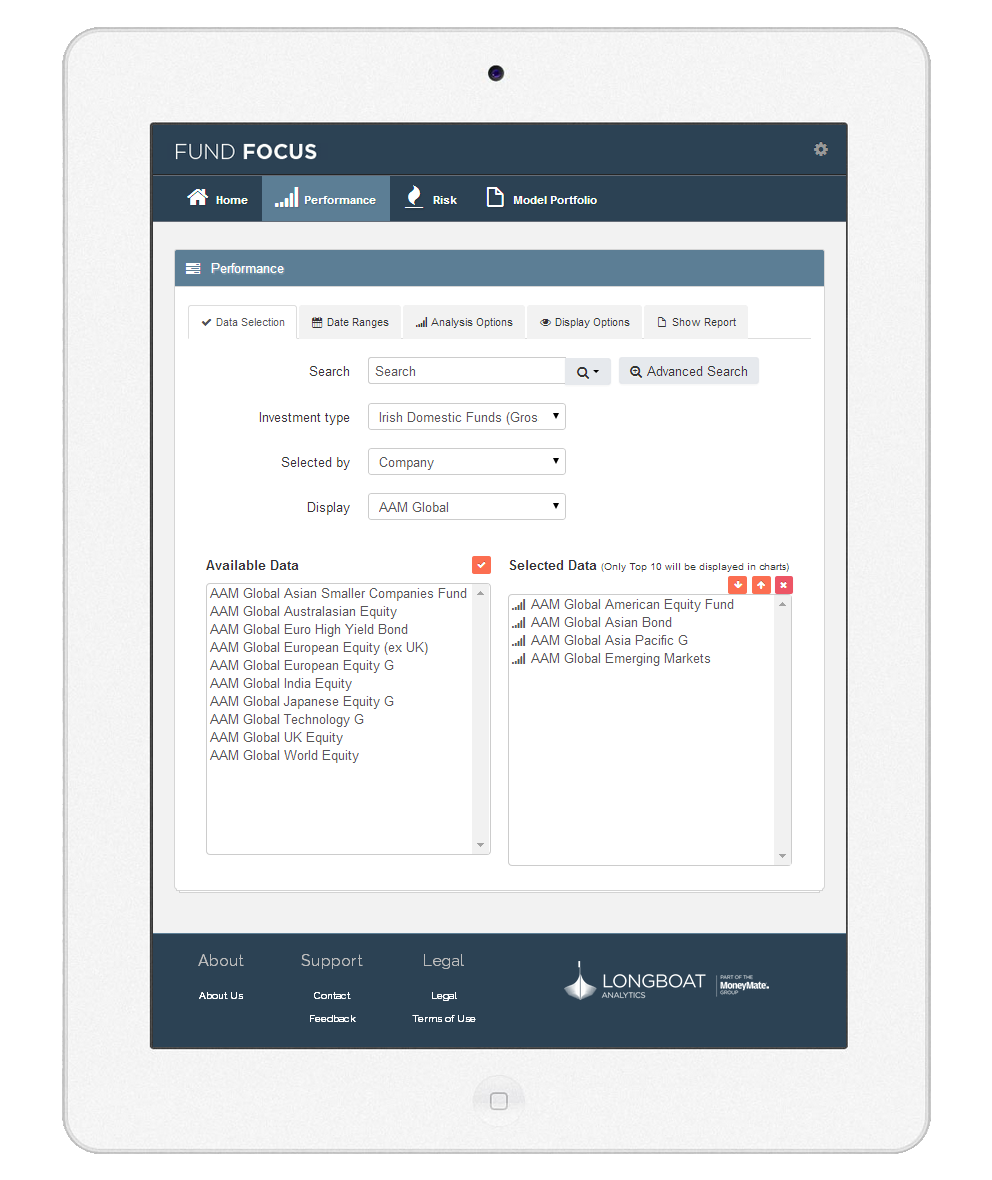 FUND FOCUS
Home Performance Risk Model Portfolio
Performance
Data Selection Date Ranges Analysis Options Display Options Show Report
Search Search Advanced Search
Investment type Irish Domestic Funds (Gros
Selected by Company
Display AAM Global
Available Data
AAM Global Asian Smaller Companies Fund
AAM Global Australasian Equity
AAM Global Euro High Yield Bond
AAM Global European Equity (ex UK)
AAM Global European Equity G
AAM Global India Equity
AAM Global Japanese Equity G
AAM Global Technology G
AAM Global UK Equity
AAM Global World Equity
Selected Data (Only Top 10 will be displayed in charts)
AAM Global American Equity Fund
AAM Global Asian Bond
AAM Global Asia Pacific G
AAM Global Emerging Markets
About
About Us
Support
Contact
Feedback
Legal
Legal
Terms of Use
LONGBOAT
ANALYTICS
PART OF THE
MoneyMate.
GROUP